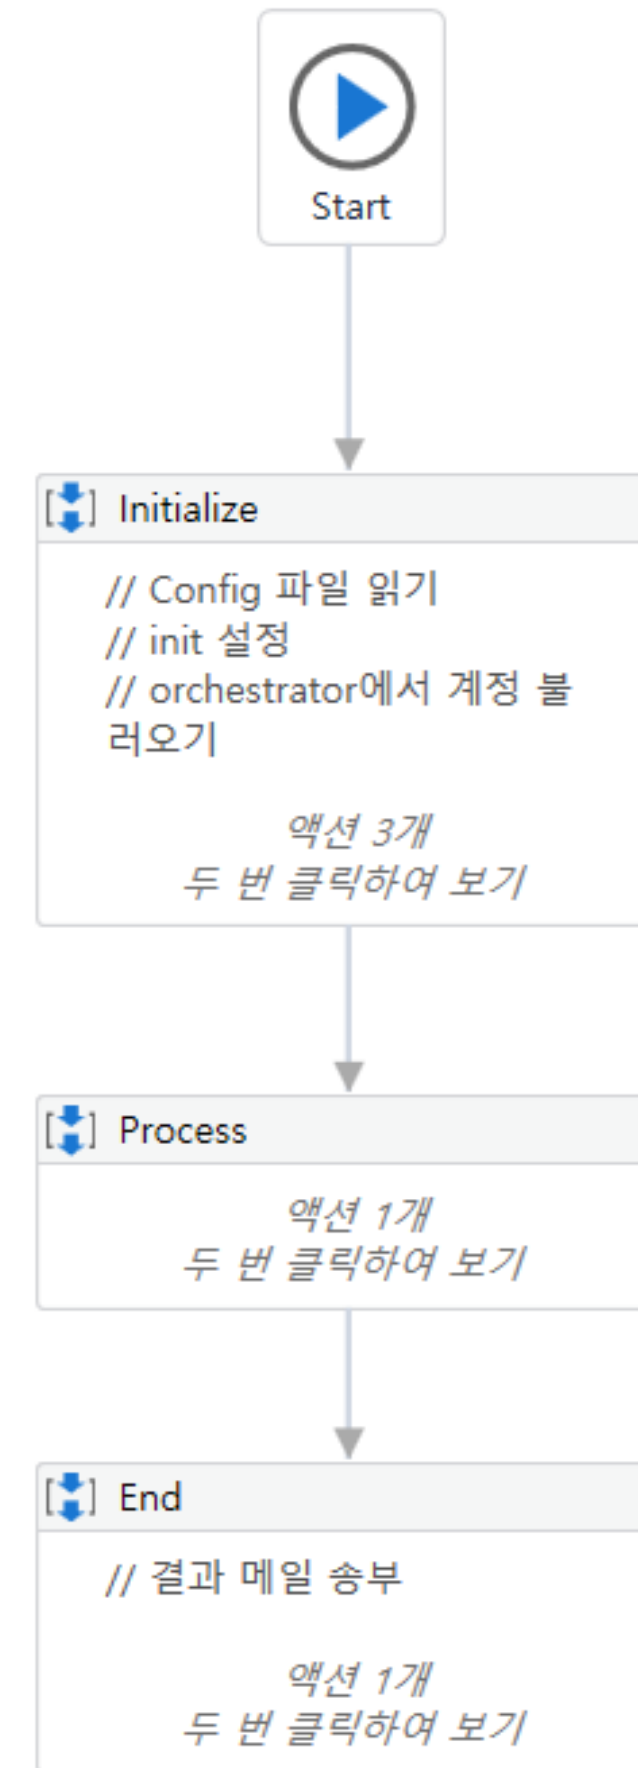 Start
Initialize
// Config 파일 읽기
// init 설정
// orchestrator에서 계정 불
러오기
액션 3개
두 번 클릭하여 보기
Process
액션 1개
두 번 클릭하여 보기
End
// 결과 메일 송부
액션 1개
두 번 클릭하여 보기